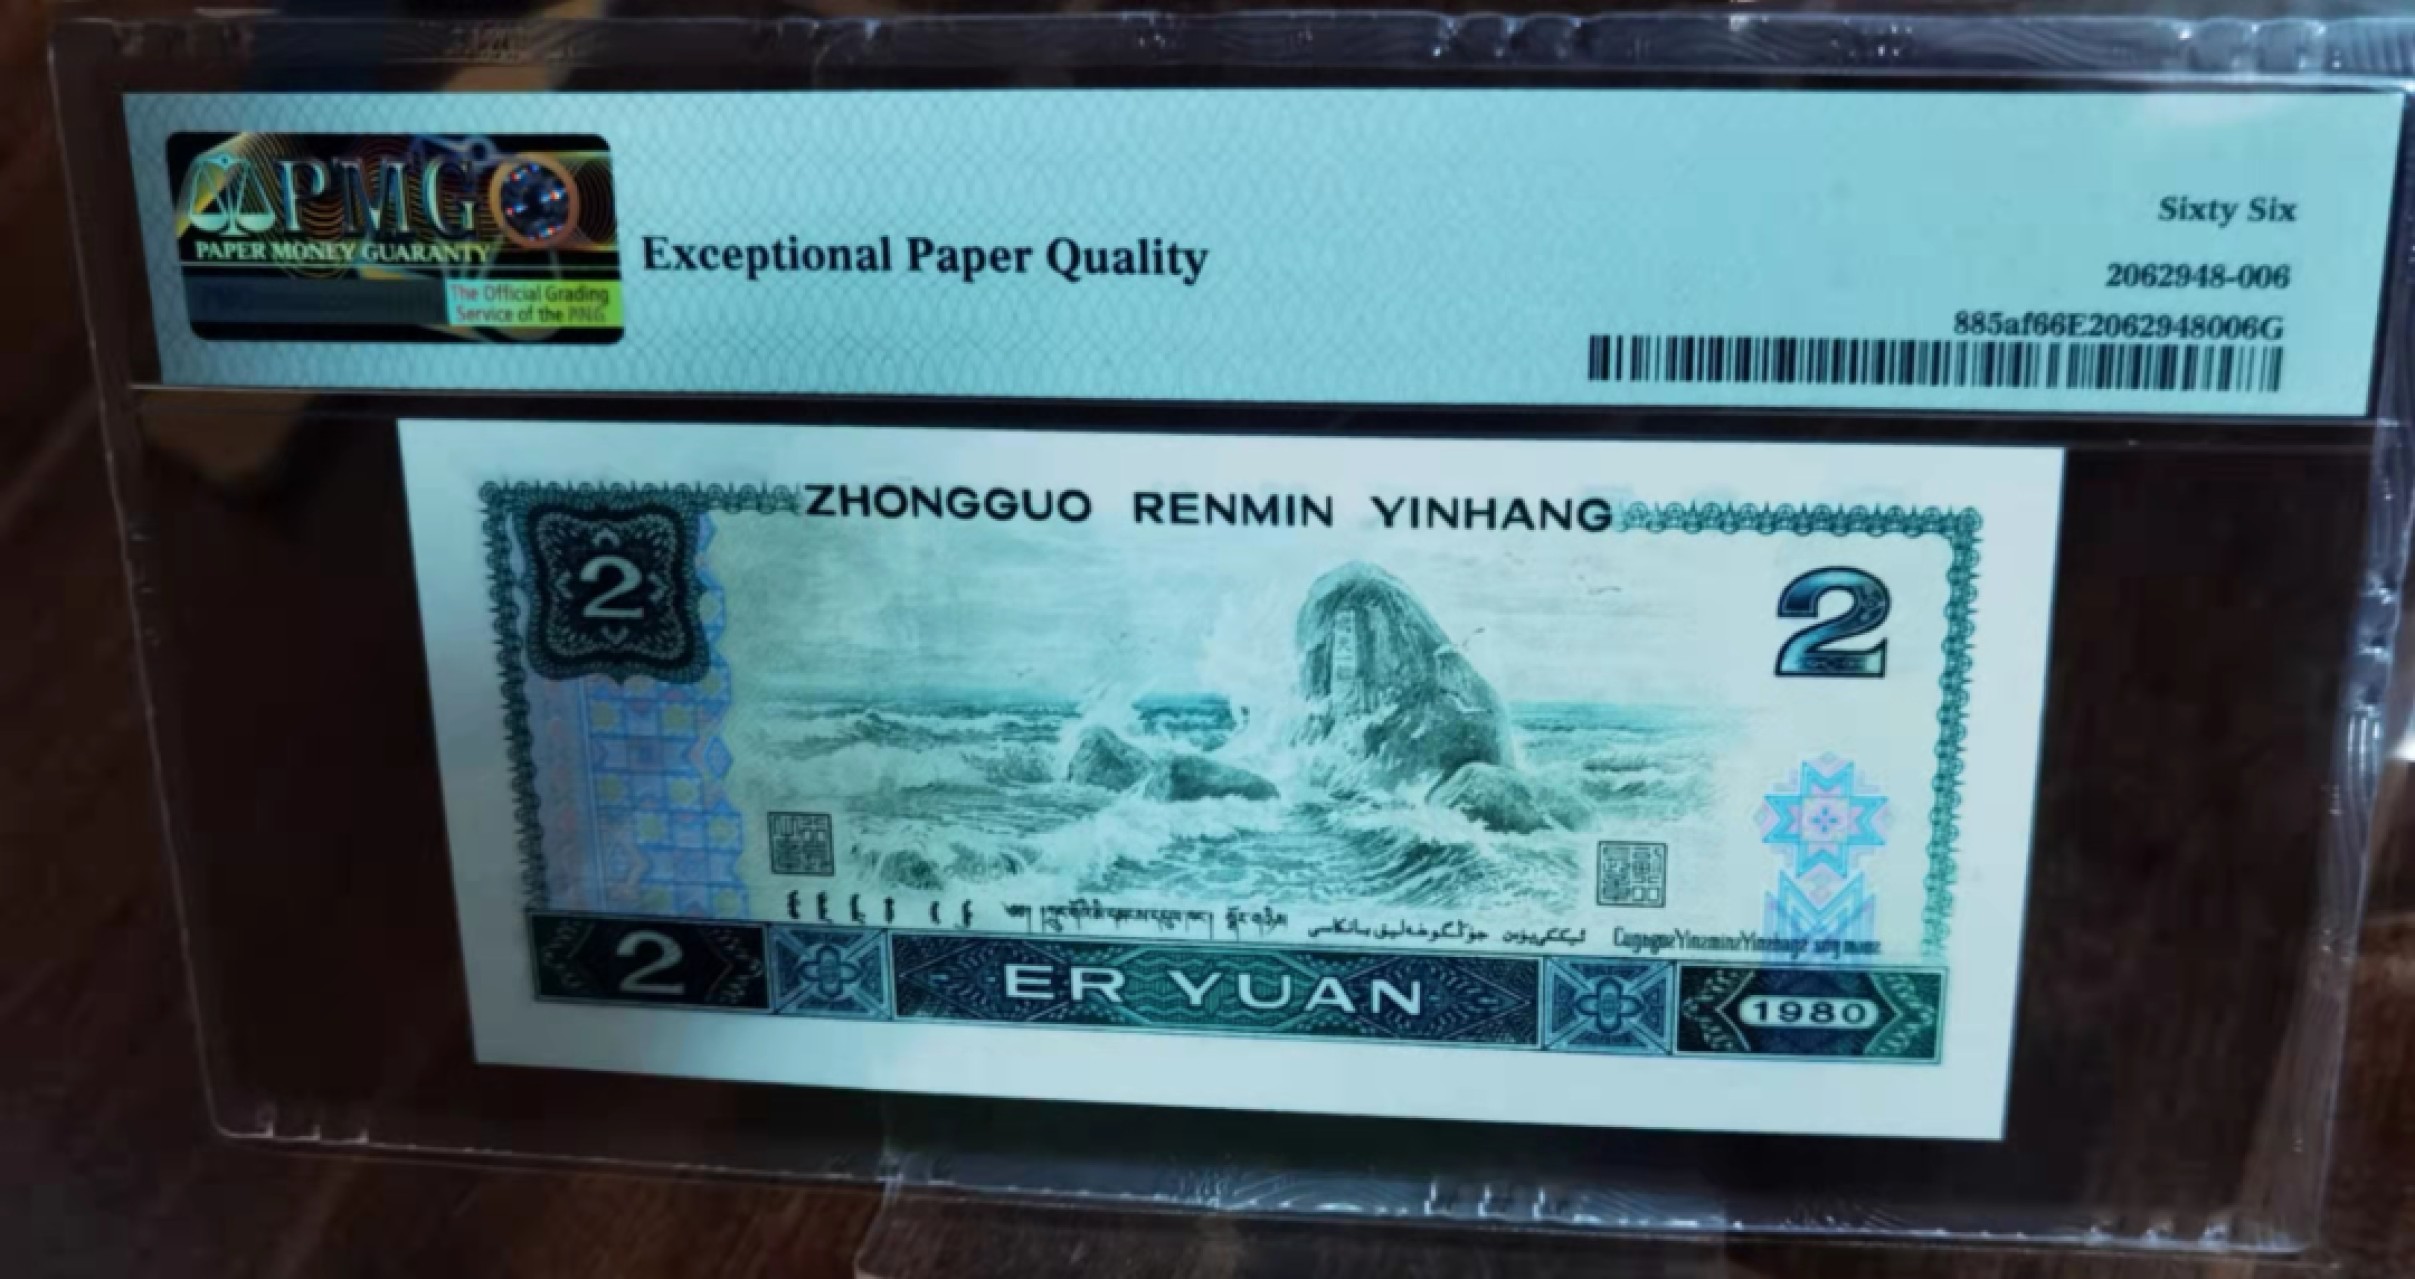 PMG
PAPER MONEY GUARANTY
The Official Grading
Service of the PNG
Exceptional Paper Quality
Sixty Six
2062948-006
885af66E2062948006G
ZHONGGUO RENMIN YINHANG
2
2
2
ER YUAN
1980